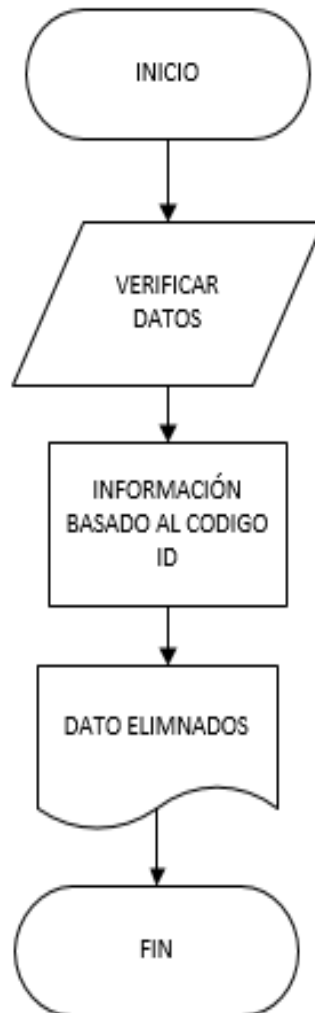 INICIO
VERIFICAR
DATOS
INFORMACIÓN
BASADO AL CODIGO
ID
DATO ELIMNADOS
FIN